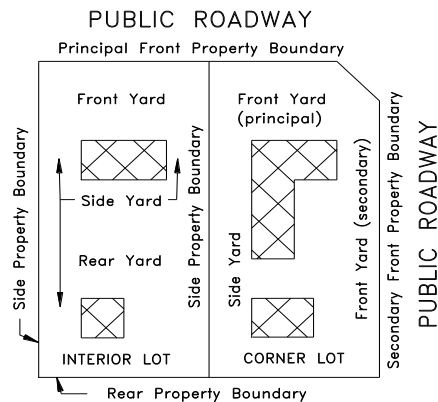 PUBLIC ROADWAY
Principal Front Property Boundary
Front Yard
Front Yard
(principal)
Side Property Boundary
Side Yard
Side Property Boundary
Rear Yard
Side Yard
Front Yard (secondary)
Secondary Front Property Boundary
PUBLIC ROADWAY
INTERIOR LOT
CORNER LOT
Rear Property Boundary